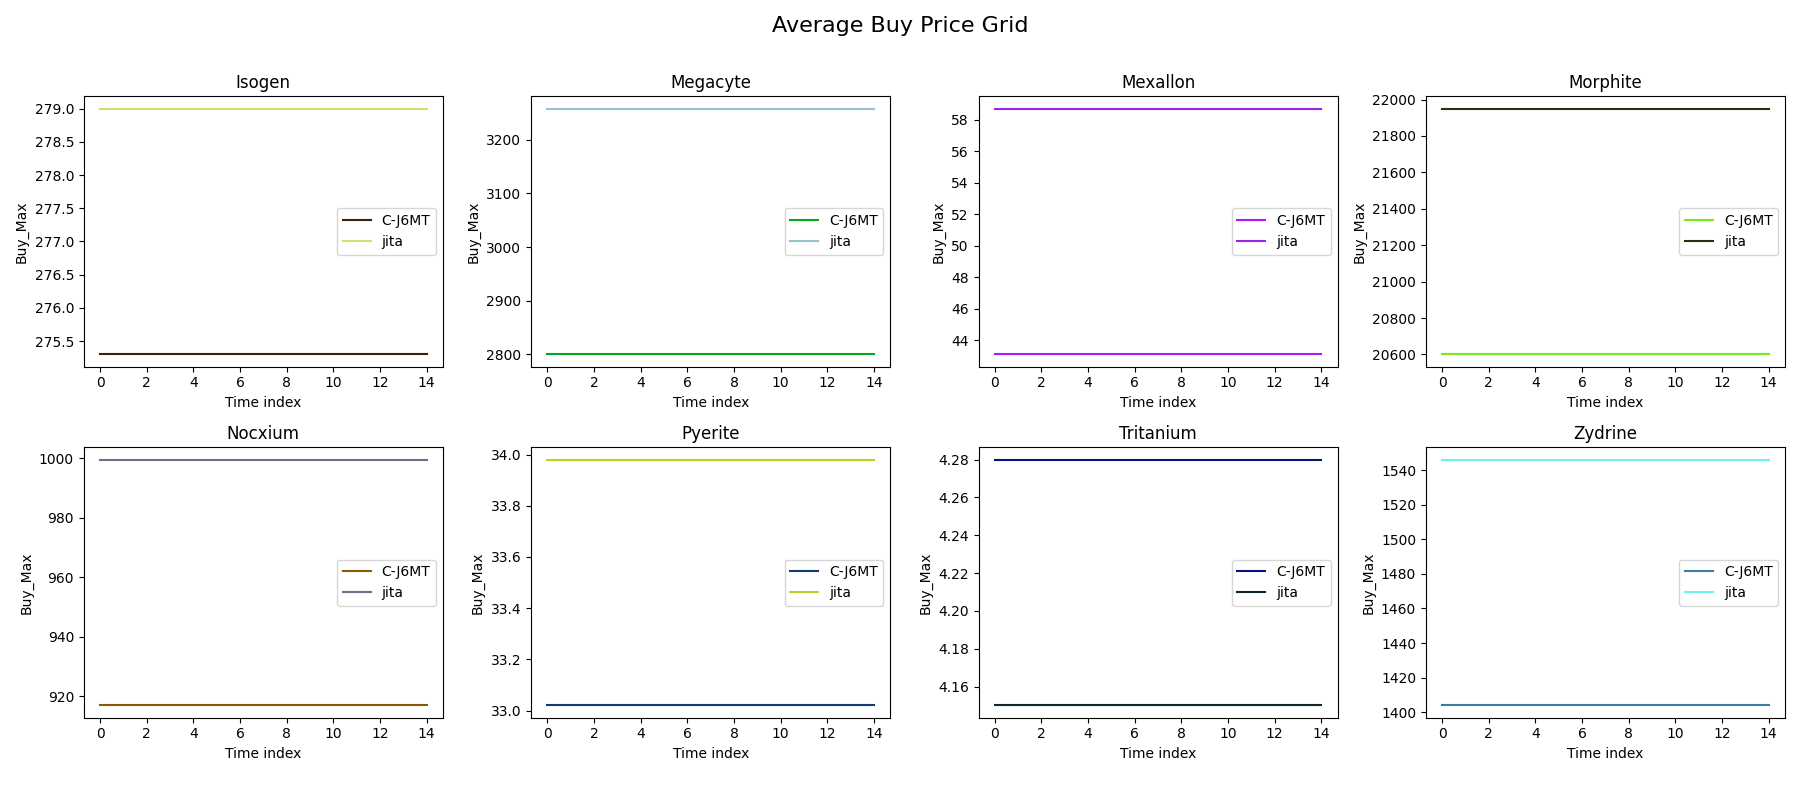 Average Buy Price Grid
Isogen
279.0
278.5
278.0
277.5
277.0
276.5
276.0
275.5
Buy_Max
C-J6MT
jita
0 2 4 6 8 10 12 14
Time index
Megacyte
3200
3100
3000
2900
2800
Buy_Max
C-J6MT
jita
0 2 4 6 8 10 12 14
Time index
Mexallon
58
56
54
52
50
48
46
44
Buy_Max
C-J6MT
jita
0 2 4 6 8 10 12 14
Time index
Morphite
22000
21800
21600
21400
21200
21000
20800
20600
Buy_Max
C-J6MT
jita
0 2 4 6 8 10 12 14
Time index
Nocxium
1000
980
960
940
920
Buy_Max
C-J6MT
jita
0 2 4 6 8 10 12 14
Time index
Pyerite
34.0
33.8
33.6
33.4
33.2
33.0
Buy_Max
C-J6MT
jita
0 2 4 6 8 10 12 14
Time index
Tritanium
4.28
4.26
4.24
4.22
4.20
4.18
4.16
Buy_Max
C-J6MT
jita
0 2 4 6 8 10 12 14
Time index
Zydrine
1540
1520
1500
1480
1460
1440
1420
1400
Buy_Max
C-J6MT
jita
0 2 4 6 8 10 12 14
Time index